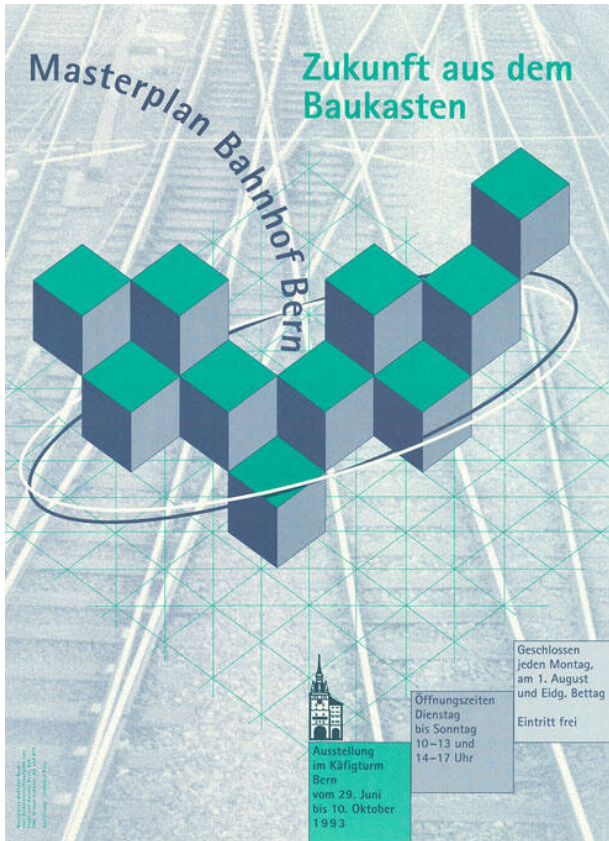 Masterplan Bahnhof Bern
Zukunft aus dem
Baukasten
Geschlossen
jeden Montag,
am 1. August
und Eidg. Bettag
Eintritt frei
Öffnungszeiten
Dienstag
bis Sonntag
10–13 und
14–17 Uhr
Ausstellung
im Käfigturm
Bern
vom 29. Juni
bis 10. Oktober
1993